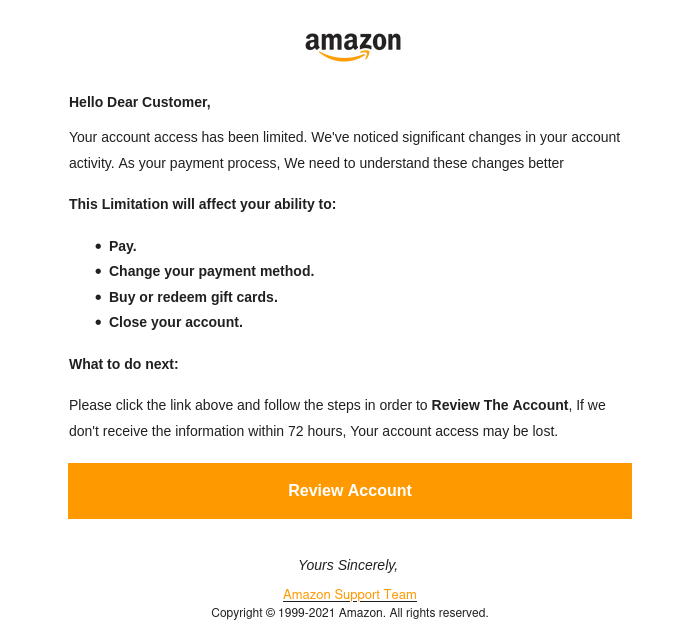 amazon
Hello Dear Customer,
Your account access has been limited. We've noticed significant changes in your account
activity. As your payment process, We need to understand these changes better
This Limitation will affect your ability to:
• Pay.
• Change your payment method.
• Buy or redeem gift cards.
• Close your account.
What to do next:
Please click the link above and follow the steps in order to Review The Account, If we
don't receive the information within 72 hours, Your account access may be lost.
Review Account
Yours Sincerely,
Amazon Support Team
Copyright © 1999-2021 Amazon. All rights reserved.